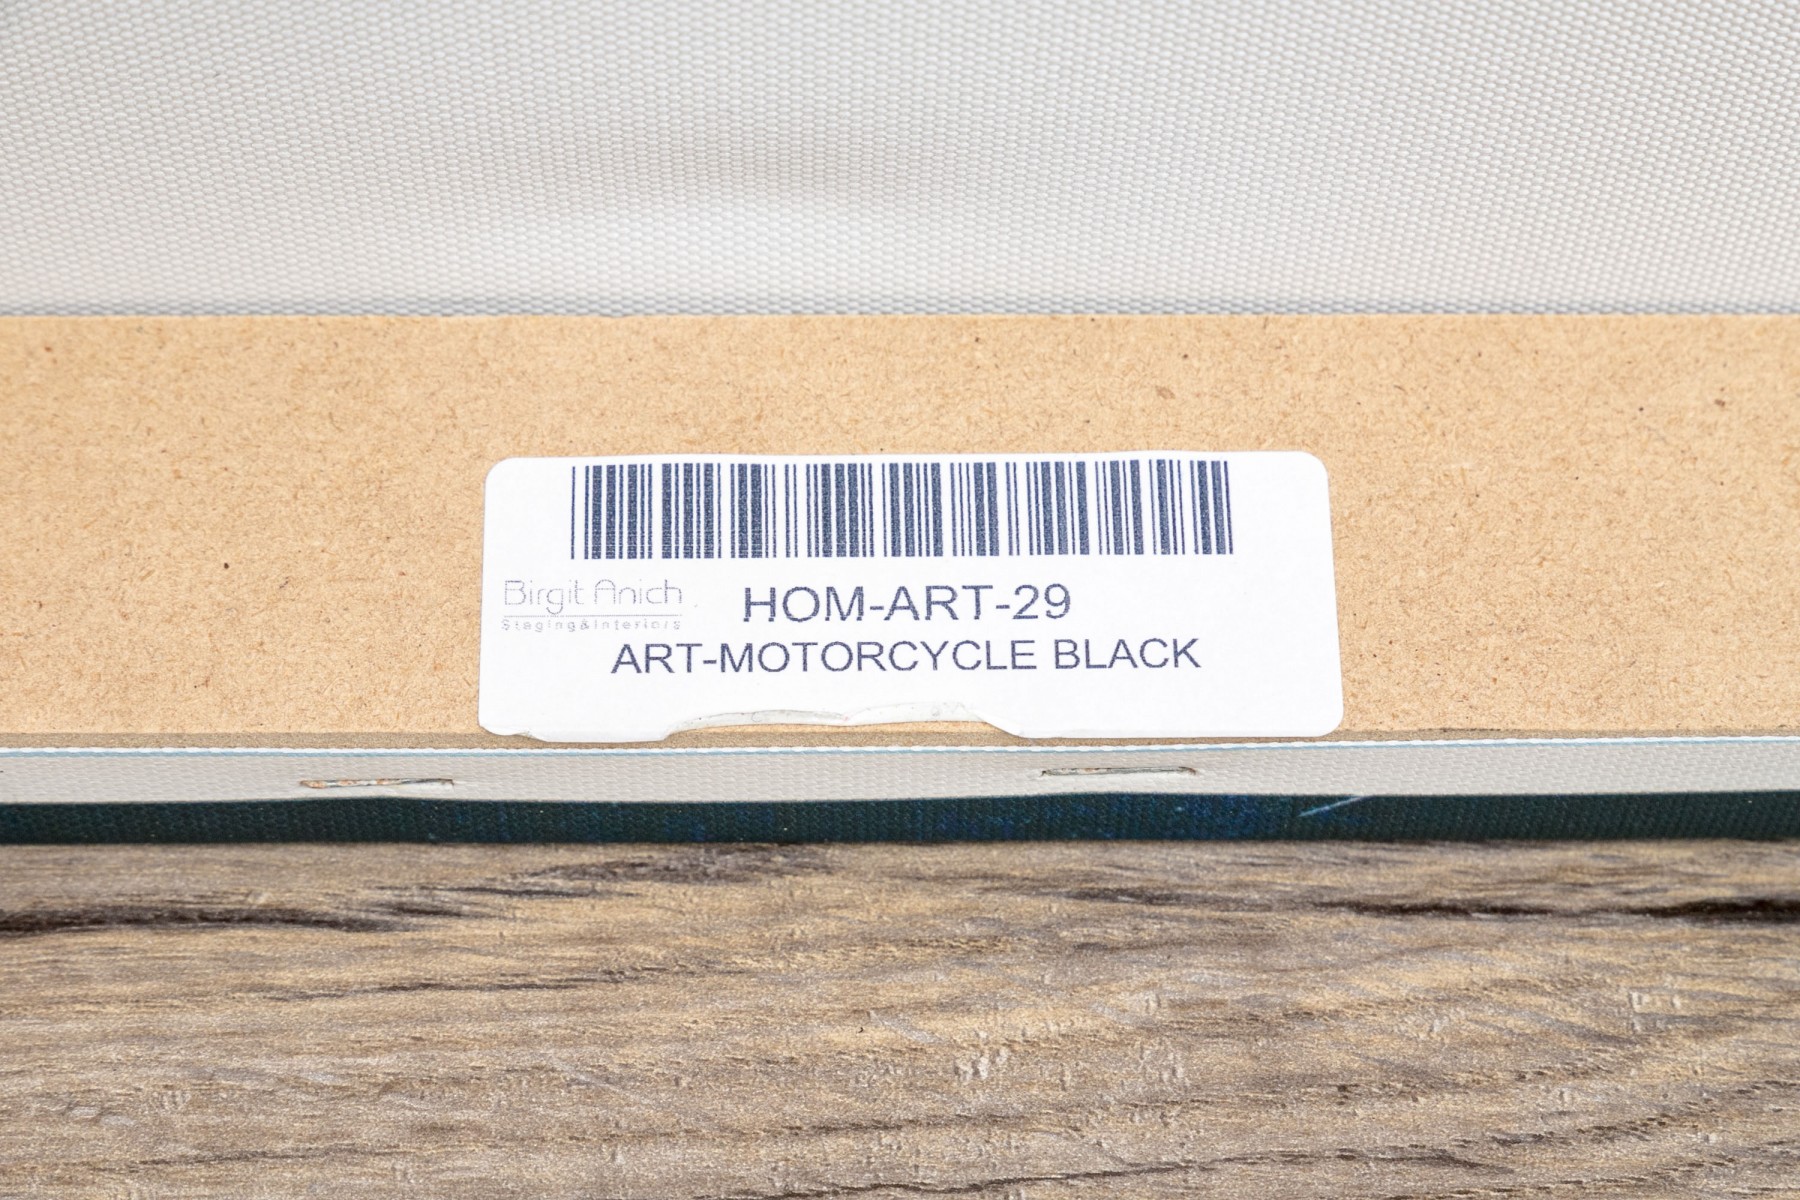 Birgit Anich
Staging&Interiors
HOM-ART-29
ART-MOTORCYCLE BLACK